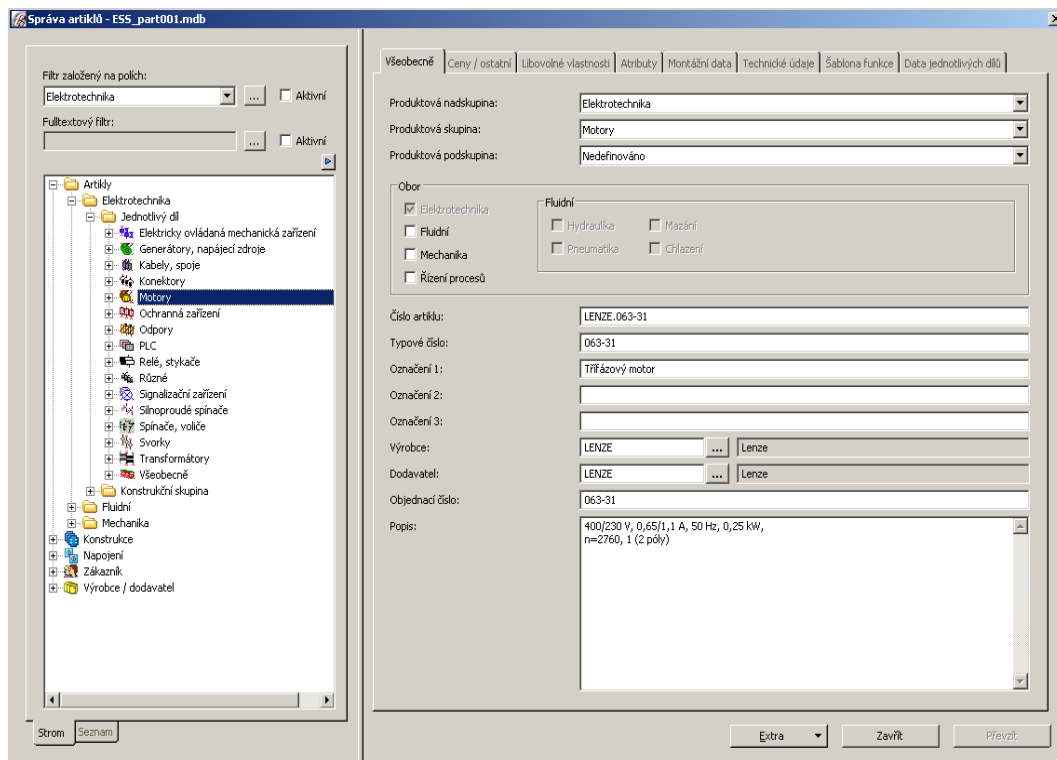 Správa artiklů - ESS_part001.mdb
Filtr založený na polích:
Elektrotechnika
...
Aktivní
Fulltextový filtr:
...
Aktivní
Artikly
Elektrotechnika
Jednotlivý díl
Elektricky ovládaná mechanická zařízení
Generátory, napájecí zdroje
Kabely, spoje
Konektory
Motory
Ochranná zařízení
Odpory
PLC
Relé, stykače
Různé
Signalizační zařízení
Silnoproudé spínače
Spínače, voliče
Svorky
Transformátory
Všeobecně
Konstrukční skupina
Fluidní
Mechanika
Konstrukce
Napojení
Zákazník
Výrobce / dodavatel
Strom Seznam
Všeobecně Ceny / ostatní Libovolné vlastnosti Atributy Montážní data Technické údaje Šablona funkce Data jednotlivých dílů
Produktová nadskupina: Elektrotechnika
Produktová skupina: Motory
Produktová podskupina: Nedefinováno
Obor
Elektrotechnika
Fluidní
Mechanika
Řízení procesů
Fluidní
Hydraulika Mazání
Pneumatika Chlazení
Číslo artiklu: LENZE.063-31
Typové číslo: 063-31
Označení 1: Třífázový motor
Označení 2:
Označení 3:
Výrobce: LENZE ... Lenze
Dodavatel: LENZE ... Lenze
Objednací číslo: 063-31
Popis: 400/230 V, 0,65/1,1 A, 50 Hz, 0,25 kW,
n=2760, 1 (2 póly)
Extra Zavřít Převzít